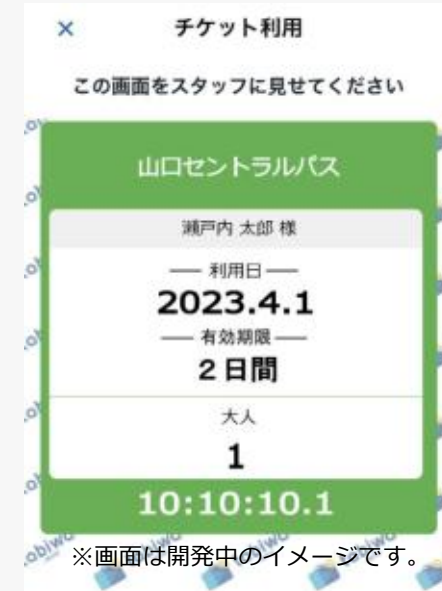 ×
チケット利用
この画面をスタッフに見せてください
山口セントラルパス
瀬戸内 太郎 様
利用日
2023.4.1
有効期限
2日間
大人
1
10:10:10.1
※画面は開発中のイメージです。